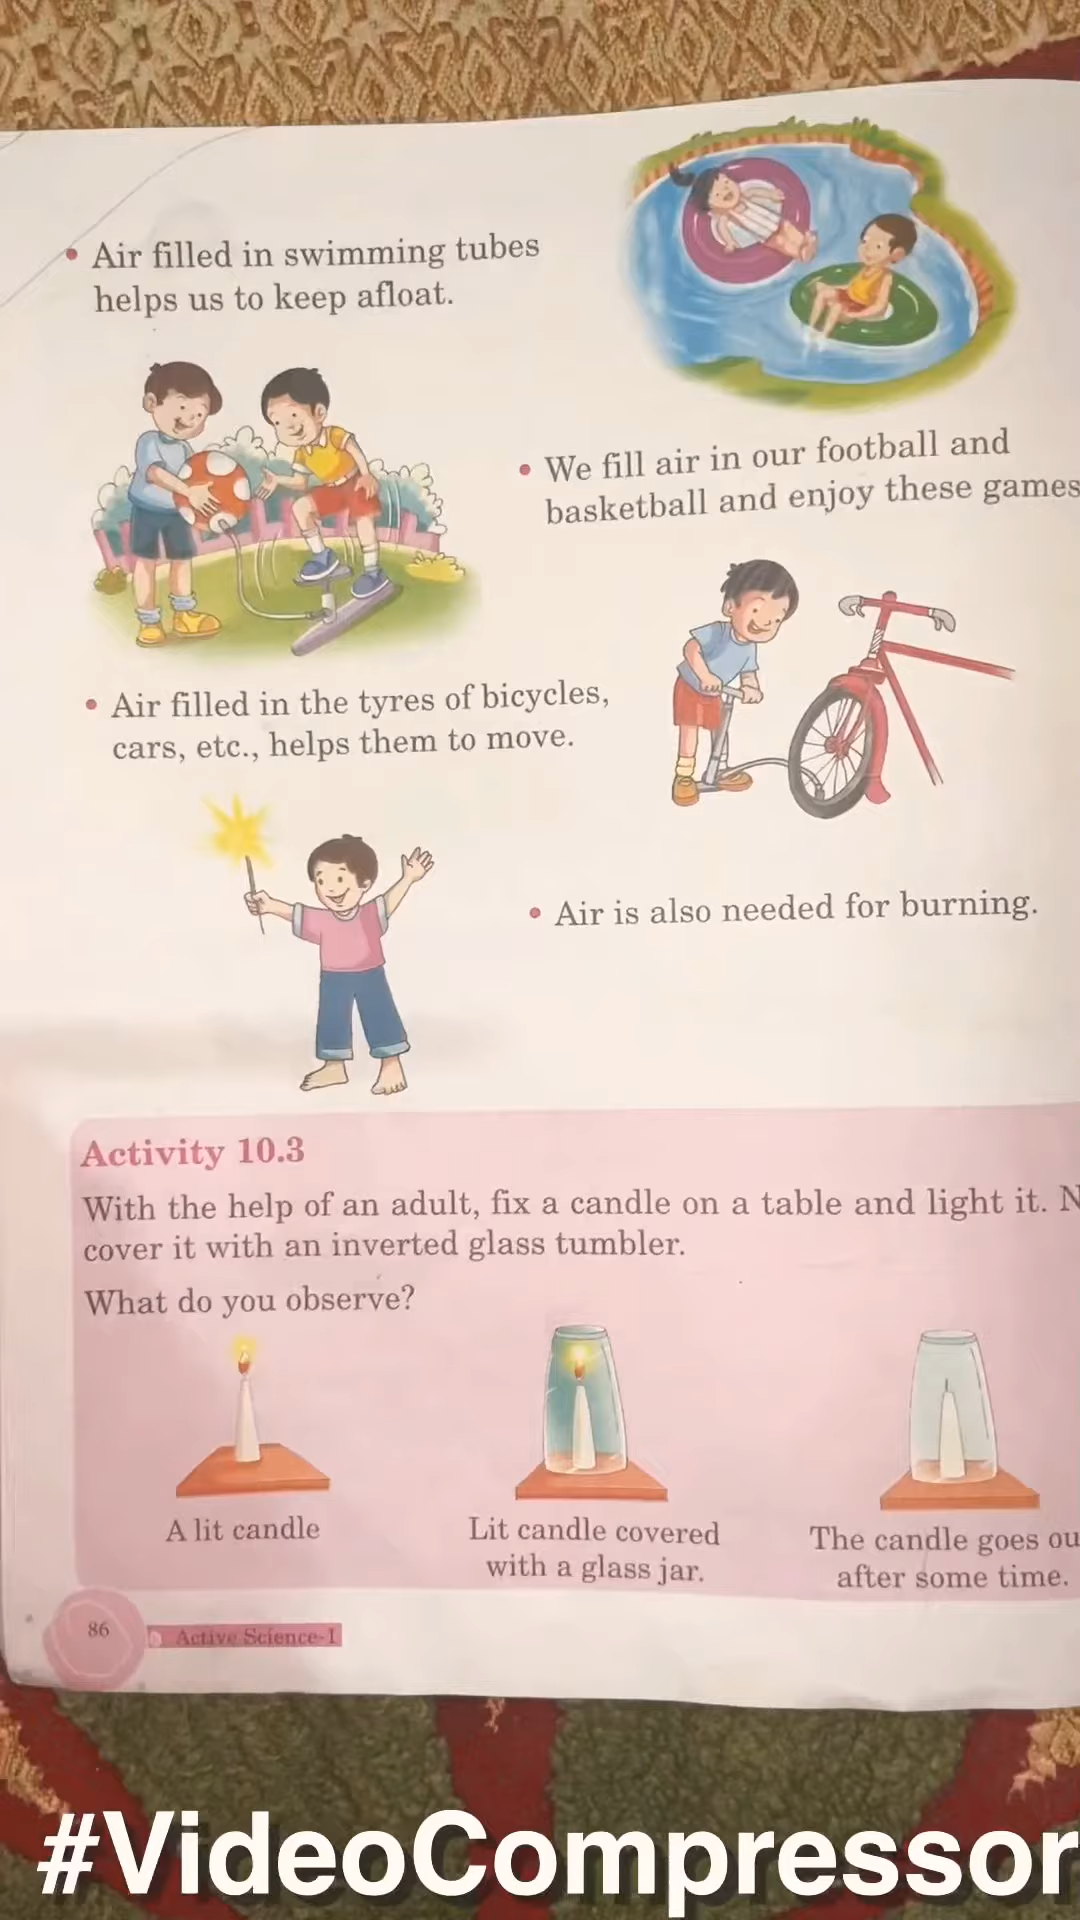 • Air filled in swimming tubes
helps us to keep afloat.
• We fill air in our football and
basketball and enjoy these games
• Air filled in the tyres of bicycles,
cars, etc., helps them to move.
• Air is also needed for burning.
Activity 10.3
With the help of an adult, fix a candle on a table and light it.
cover it with an inverted glass tumbler.
What do you observe?
A lit candle
Lit candle covered
with a glass jar.
The candle goes
after some time.
86
Active Science-1
#VideoCompressor